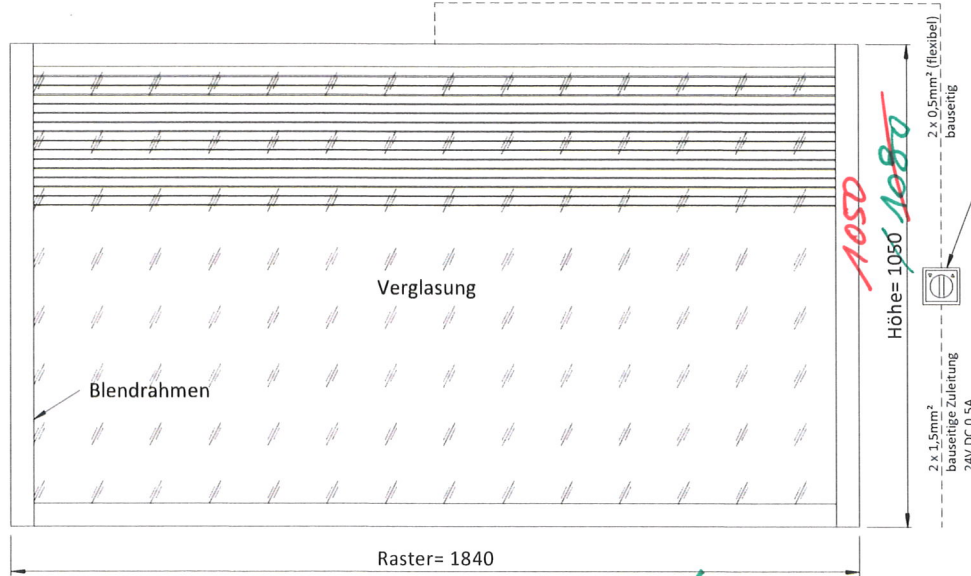 2 x 0,5mm² (flexibel)
bauseitig
1050
1080
Höhe= 1050
Verglasung
Blendrahmen
2 x 1,5mm²
bauseitige Zuleitung
24V DC 0,5A
Raster= 1840